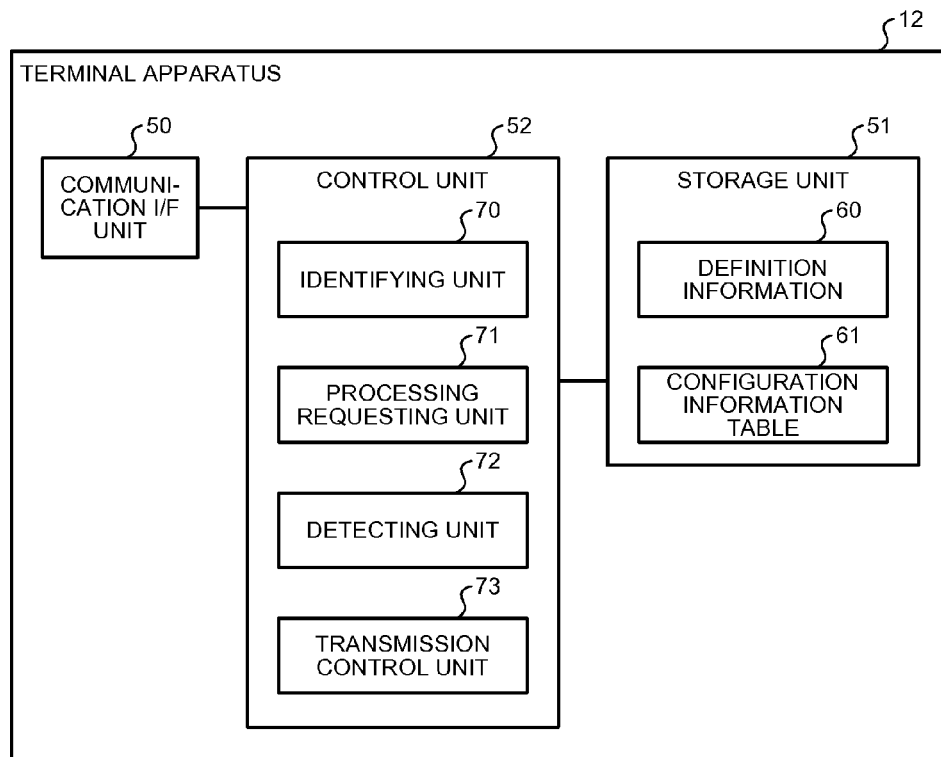 12
TERMINAL APPARATUS
50
COMMUNI-
CATION I/F
UNIT
52
CONTROL UNIT
70
IDENTIFYING UNIT
71
PROCESSING
REQUESTING UNIT
72
DETECTING UNIT
73
TRANSMISSION
CONTROL UNIT
51
STORAGE UNIT
60
DEFINITION
INFORMATION
61
CONFIGURATION
INFORMATION
TABLE